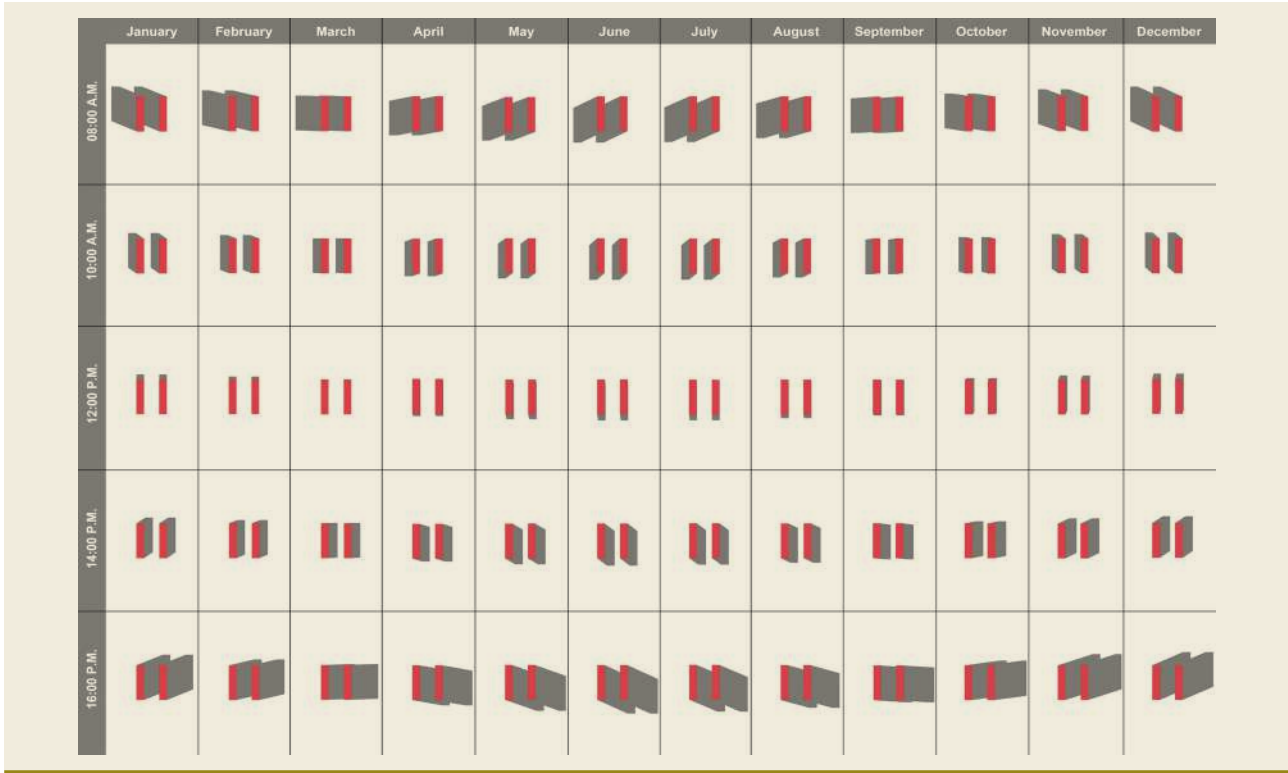 January February March April May June July August September October November December
08:00 A.M.
10:00 A.M.
12:00 P.M.
14:00 P.M.
16:00 P.M.